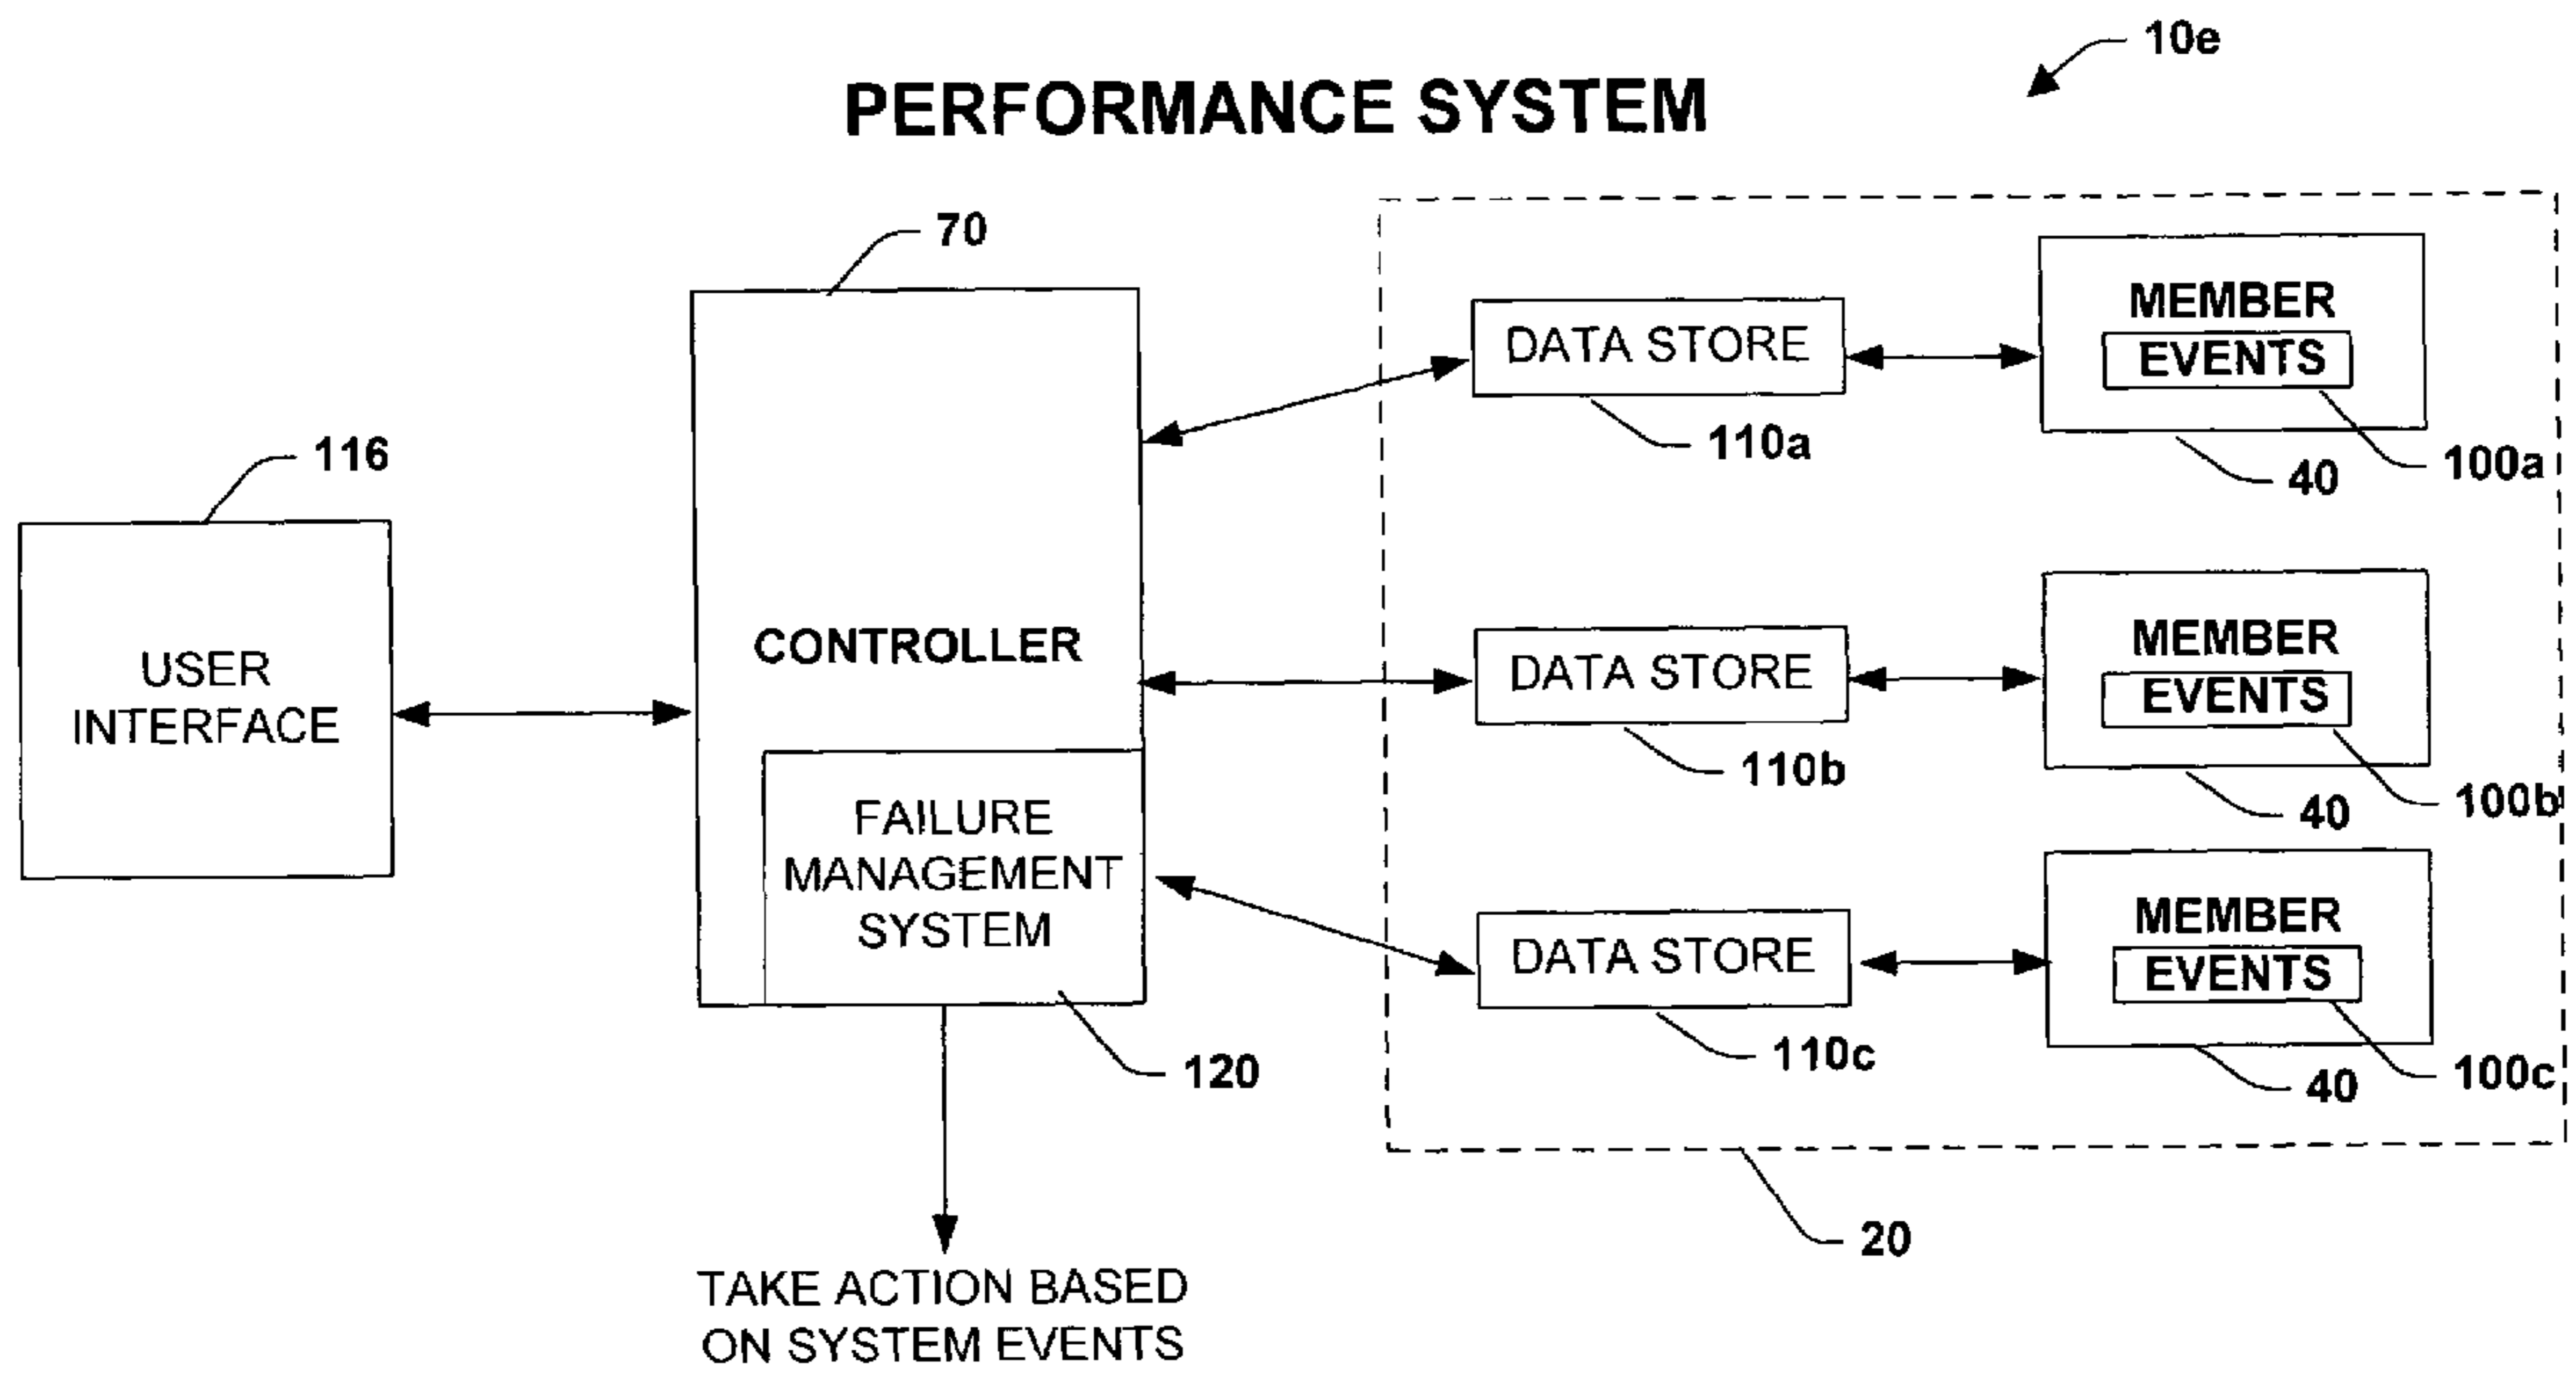 10e
PERFORMANCE SYSTEM
70
116
USER
INTERFACE
CONTROLLER
FAILURE
MANAGEMENT
SYSTEM
120
TAKE ACTION BASED
ON SYSTEM EVENTS
DATA STORE
110a
MEMBER
EVENTS
40
100a
DATA STORE
110b
MEMBER
EVENTS
40
100b
DATA STORE
110c
MEMBER
EVENTS
40
100c
20